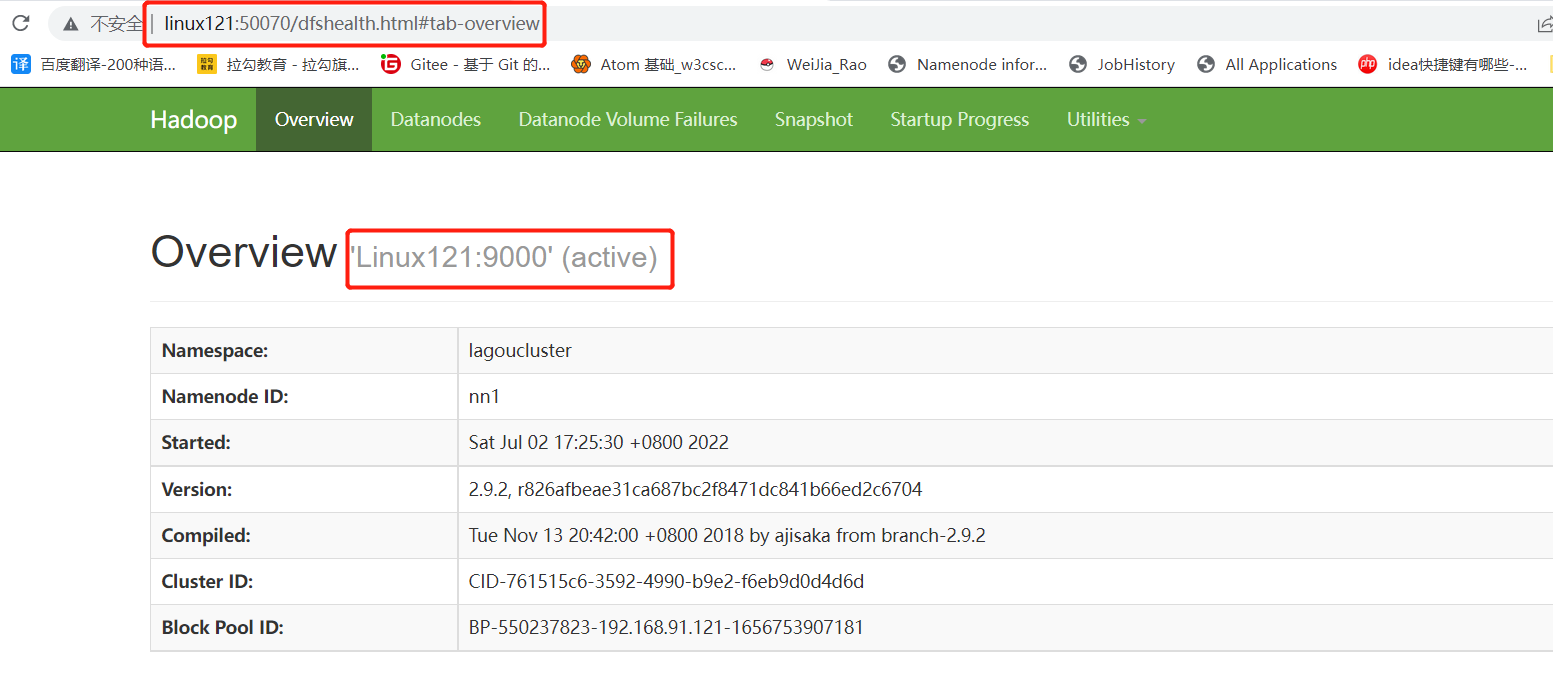 不安全 | linux121:50070/dfshealth.html#tab-overview
译 百度翻译-200种语... 拉勾教育 拉勾教育 - 拉勾旗... G Gitee - 基于 Git 的... Atom 基础_w3csc... WeiJia_Rao Namenode infor... JobHistory All Applications php idea快捷键有哪些-...
Hadoop Overview Datanodes Datanode Volume Failures Snapshot Startup Progress Utilities
Overview 'Linux121:9000' (active)
Namespace: lagoucluster
Namenode ID: nn1
Started: Sat Jul 02 17:25:30 +0800 2022
Version: 2.9.2, r826afbeae31ca687bc2f8471dc841b66ed2c6704
Compiled: Tue Nov 13 20:42:00 +0800 2018 by ajisaka from branch-2.9.2
Cluster ID: CID-761515c6-3592-4990-b9e2-f6eb9d0d4d6d
Block Pool ID: BP-550237823-192.168.91.121-1656753907181